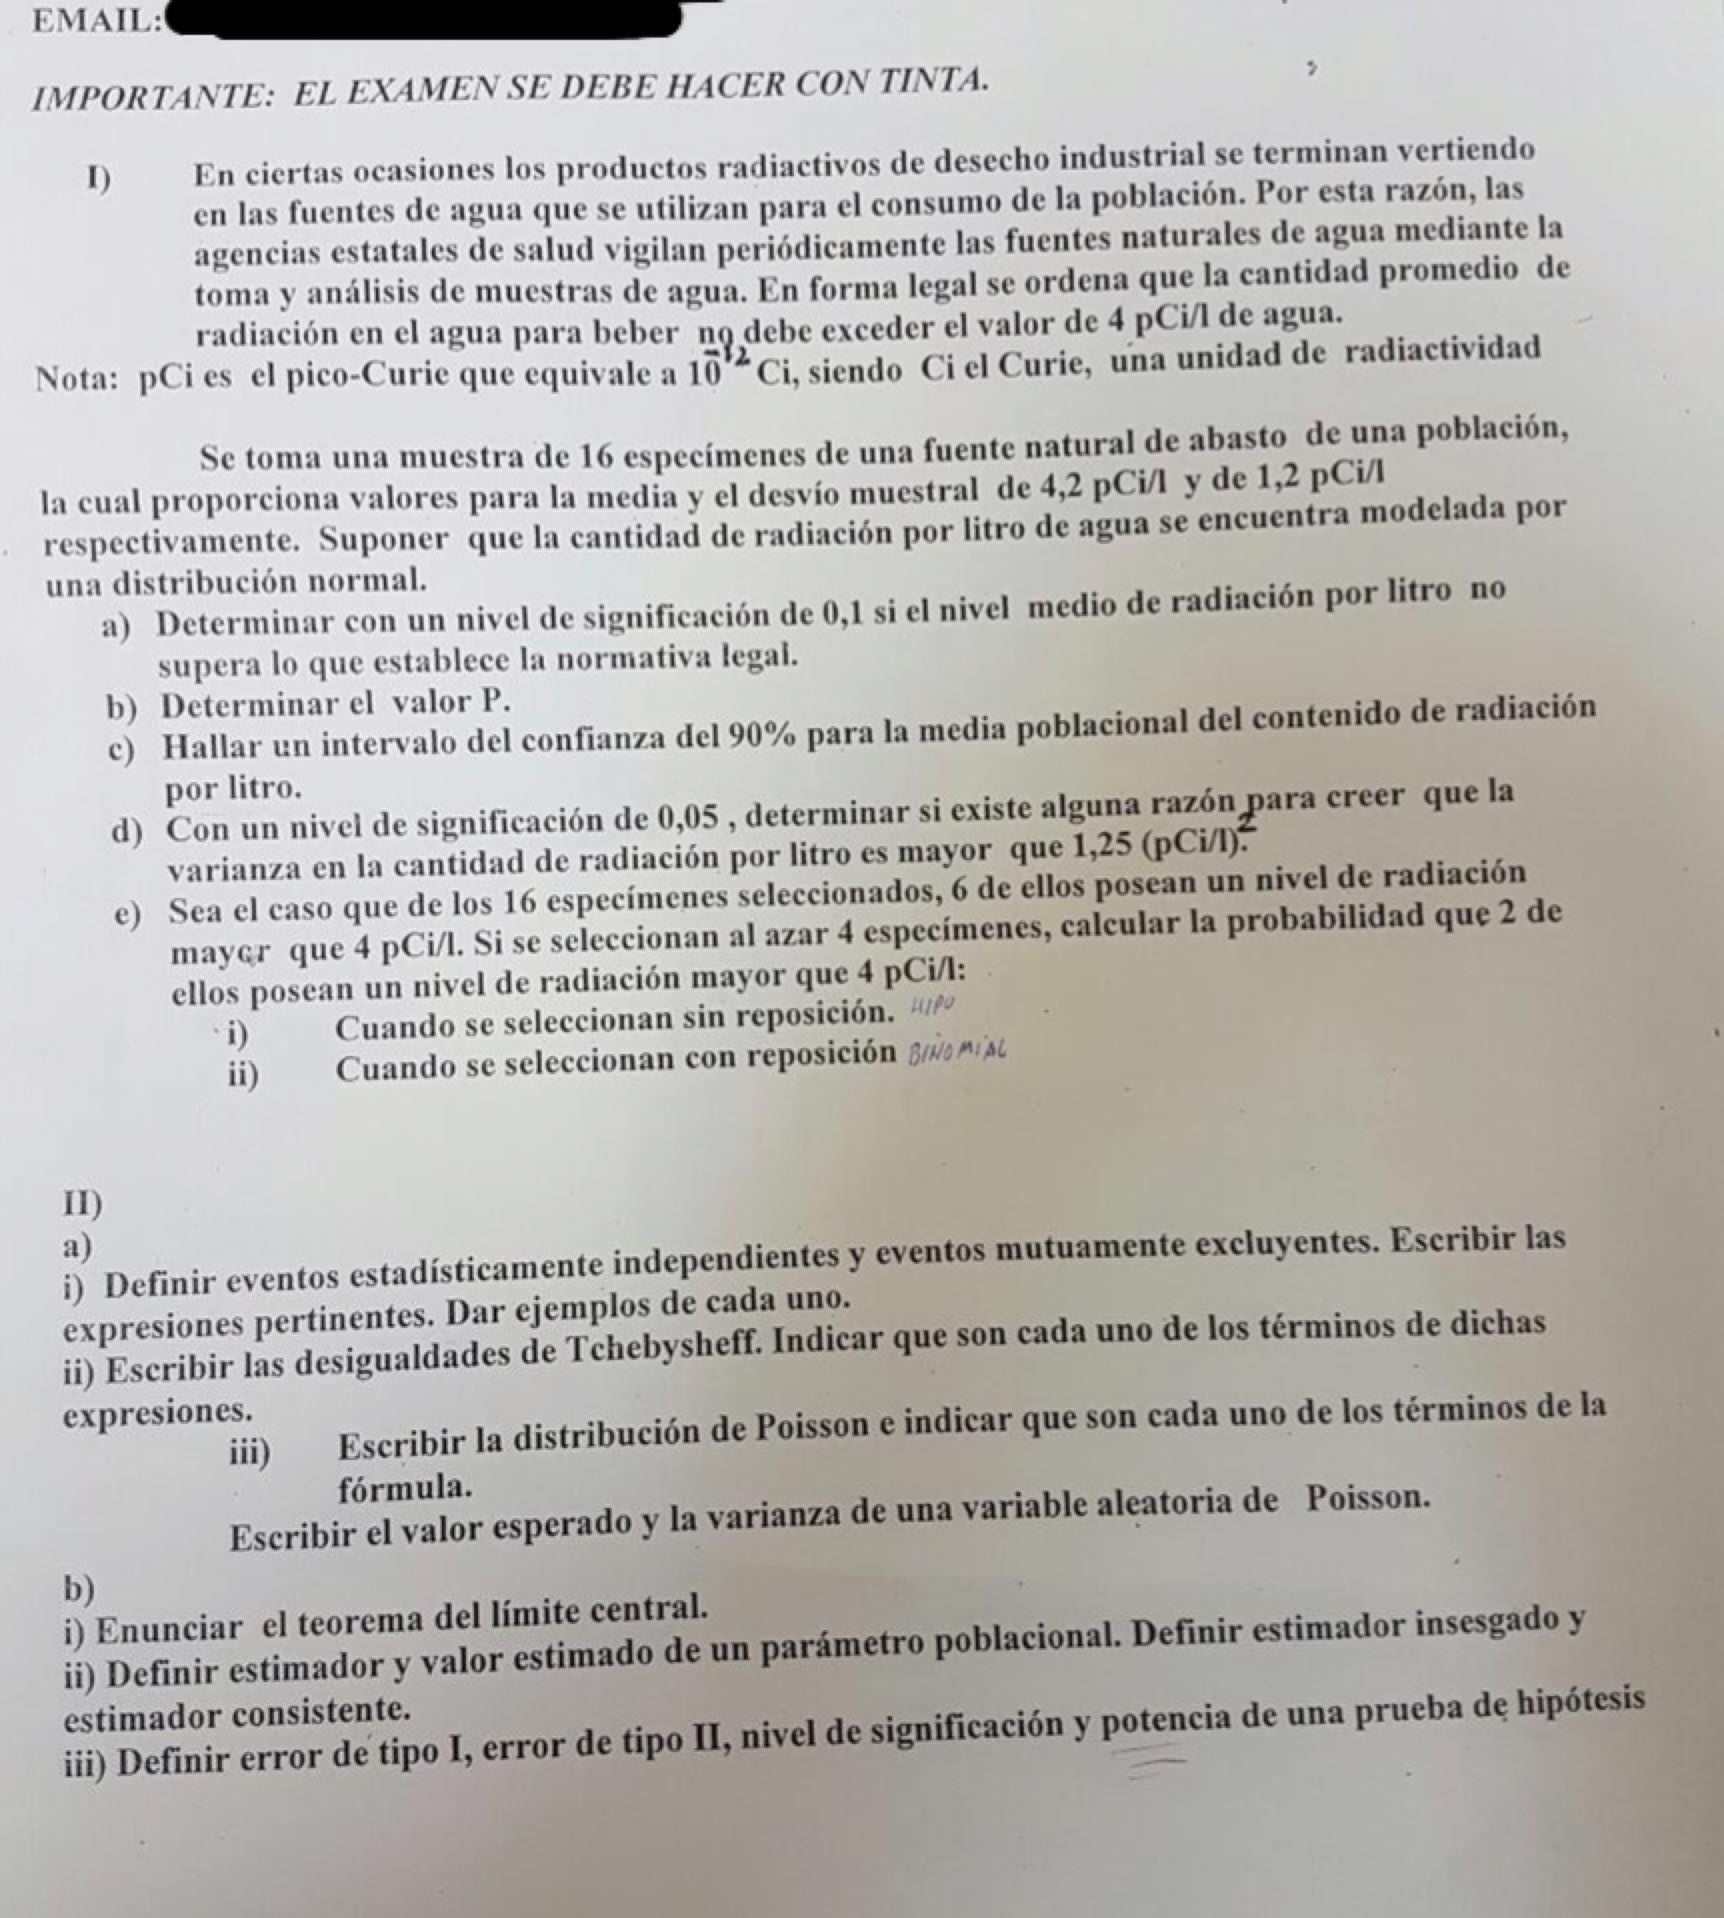 EMAIL:
IMPORTANTE: EL EXAMEN SE DEBE HACER CON TINTA.
I) En ciertas ocasiones los productos radiactivos de desecho industrial se terminan vertiendo
en las fuentes de agua que se utilizan para el consumo de la población. Por esta razón, las
agencias estatales de salud vigilan periódicamente las fuentes naturales de agua mediante la
toma y análisis de muestras de agua. En forma legal se ordena que la cantidad promedio de
radiación en el agua para beber no debe exceder el valor de 4 pCi/l de agua.
Nota: pCi es el pico-Curie que equivale a 10⁻¹² Ci, siendo Ci el Curie, una unidad de radiactividad
Se toma una muestra de 16 especímenes de una fuente natural de abasto de una población,
la cual proporciona valores para la media y el desvío muestral de 4,2 pCi/l y de 1,2 pCi/l
respectivamente. Suponer que la cantidad de radiación por litro de agua se encuentra modelada por
una distribución normal.
a) Determinar con un nivel de significación de 0,1 si el nivel medio de radiación por litro no
supera lo que establece la normativa legal.
b) Determinar el valor P.
c) Hallar un intervalo del confianza del 90% para la media poblacional del contenido de radiación
por litro.
d) Con un nivel de significación de 0,05 , determinar si existe alguna razón para creer que la
varianza en la cantidad de radiación por litro es mayor que 1,25 (pCi/l)².
e) Sea el caso que de los 16 especímenes seleccionados, 6 de ellos posean un nivel de radiación
mayor que 4 pCi/l. Si se seleccionan al azar 4 especímenes, calcular la probabilidad que 2 de
ellos posean un nivel de radiación mayor que 4 pCi/l:
i) Cuando se seleccionan sin reposición. HIPO
ii) Cuando se seleccionan con reposición BINOMIAL
II)
a)
i) Definir eventos estadísticamente independientes y eventos mutuamente excluyentes. Escribir las
expresiones pertinentes. Dar ejemplos de cada uno.
ii) Escribir las desigualdades de Tchebysheff. Indicar que son cada uno de los términos de dichas
expresiones.
iii) Escribir la distribución de Poisson e indicar que son cada uno de los términos de la
fórmula.
Escribir el valor esperado y la varianza de una variable aleatoria de Poisson.
b)
i) Enunciar el teorema del límite central.
ii) Definir estimador y valor estimado de un parámetro poblacional. Definir estimador insesgado y
estimador consistente.
iii) Definir error de tipo I, error de tipo II, nivel de significación y potencia de una prueba de hipótesis